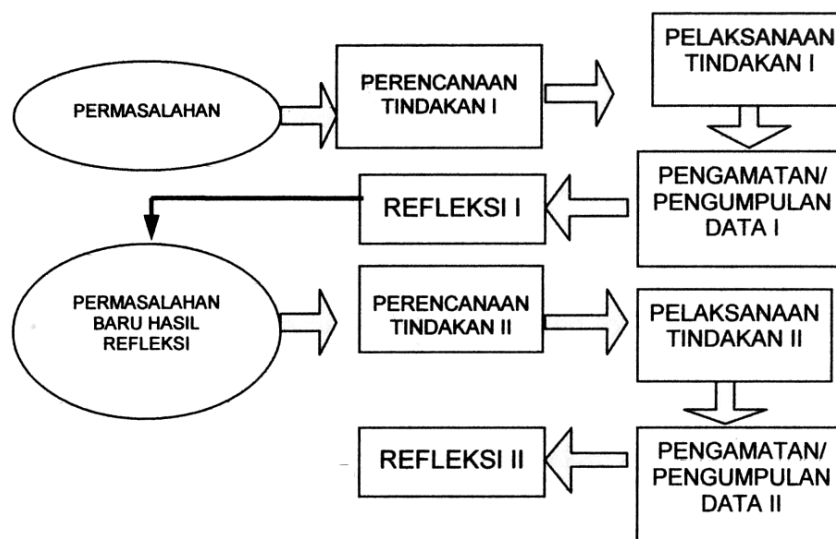 PERMASALAHAN
PERENCANAAN
TINDAKAN I
PELAKSANAAN
TINDAKAN I
PENGAMATAN/
PENGUMPULAN
DATA I
REFLEKSI I
PERMASALAHAN
BARU HASIL
REFLEKSI
PERENCANAAN
TINDAKAN II
PELAKSANAAN
TINDAKAN II
PENGAMATAN/
PENGUMPULAN
DATA II
REFLEKSI II